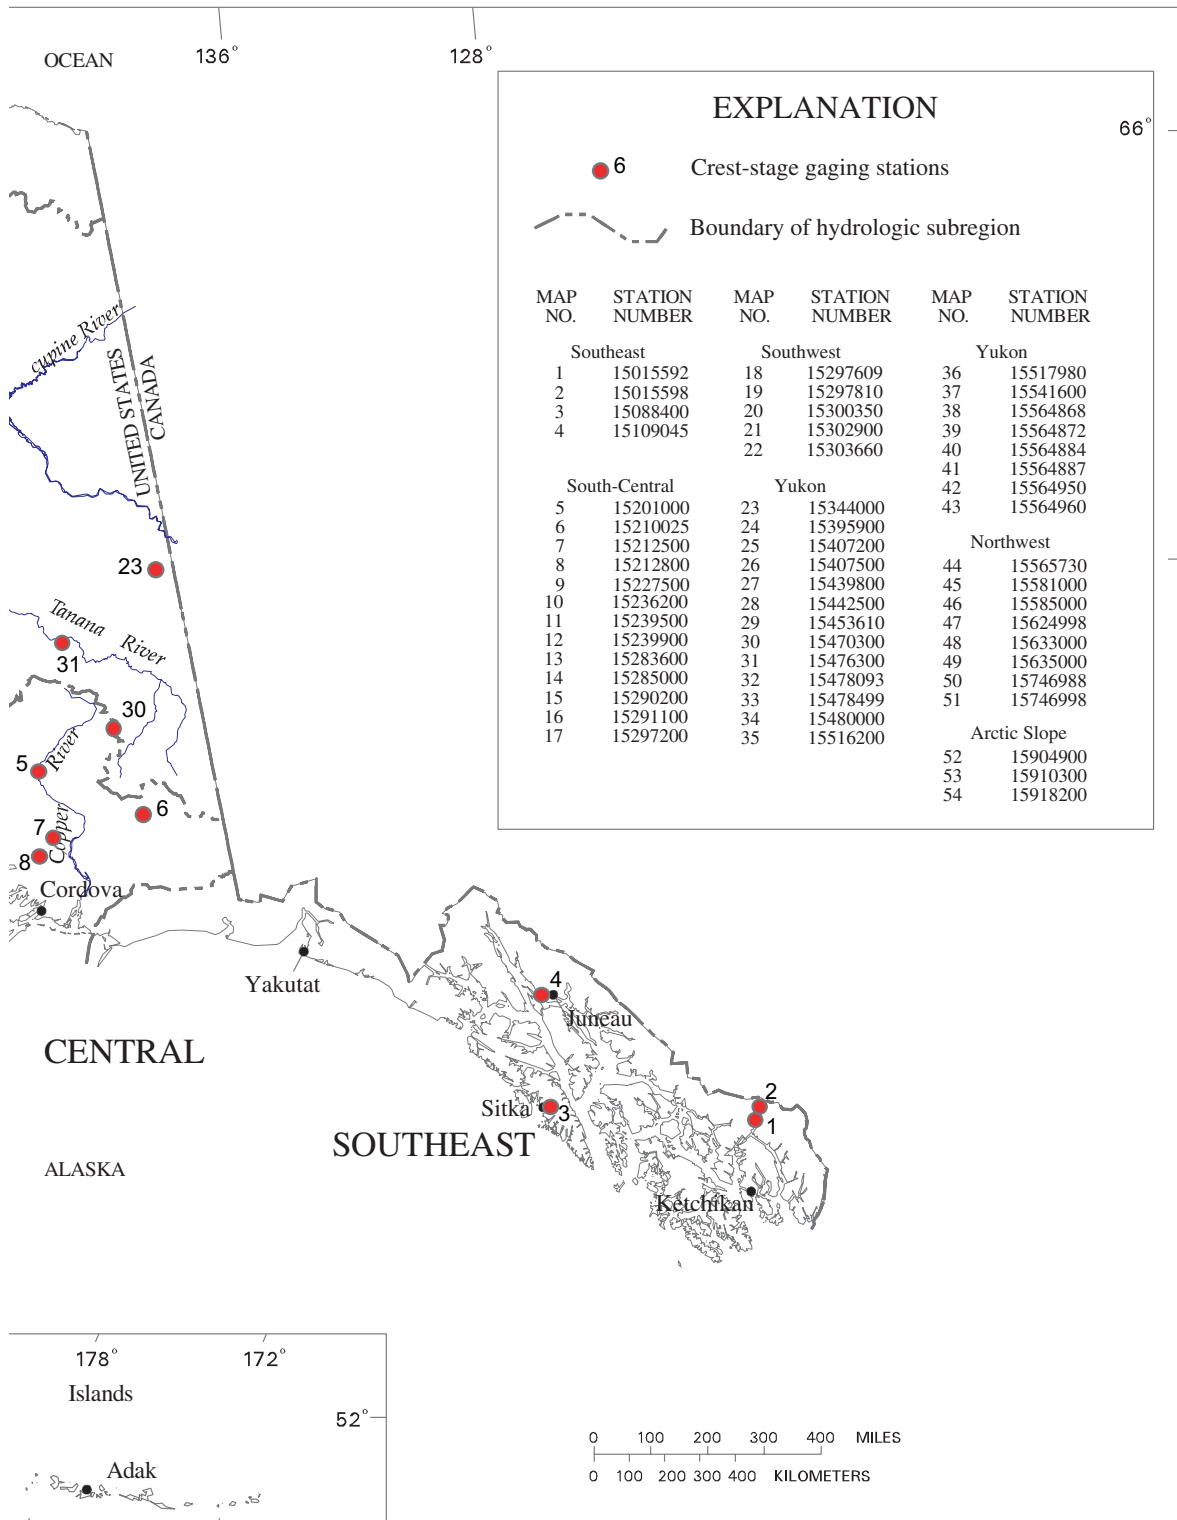 136°
128°
OCEAN
66°
EXPLANATION
6 Crest-stage gaging stations
Boundary of hydrologic subregion
MAP NO. STATION NUMBER
Southeast
1 15015592
2 15015598
3 15088400
4 15109045
South-Central
5 15201000
6 15210025
7 15212500
8 15212800
9 15227500
10 15236200
11 15239500
12 15239900
13 15283600
14 15285000
15 15290200
16 15291100
17 15297200
MAP NO. STATION NUMBER
Southwest
18 15297609
19 15297810
20 15300350
21 15302900
22 15303660
Yukon
23 15344000
24 15395900
25 15407200
26 15407500
27 15439800
28 15442500
29 15453610
30 15470300
31 15476300
32 15478093
33 15478499
34 15480000
35 15516200
MAP NO. STATION NUMBER
Yukon
36 15517980
37 15541600
38 15564868
39 15564872
40 15564884
41 15564887
42 15564950
43 15564960
Northwest
44 15565730
45 15581000
46 15585000
47 15624998
48 15633000
49 15635000
50 15746988
51 15746998
Arctic Slope
52 15904900
53 15910300
54 15918200
cupine River
UNITED STATES
CANADA
23
Tanana River
31
30
5
River
6
7
Copper
8
Cordova
Yakutat
4
Juneau
CENTRAL
2
Sitka
3
1
SOUTHEAST
ALASKA
Ketchikan
178°
172°
Islands
52°
Adak
0 100 200 300 400 MILES
0 100 200 300 400 KILOMETERS